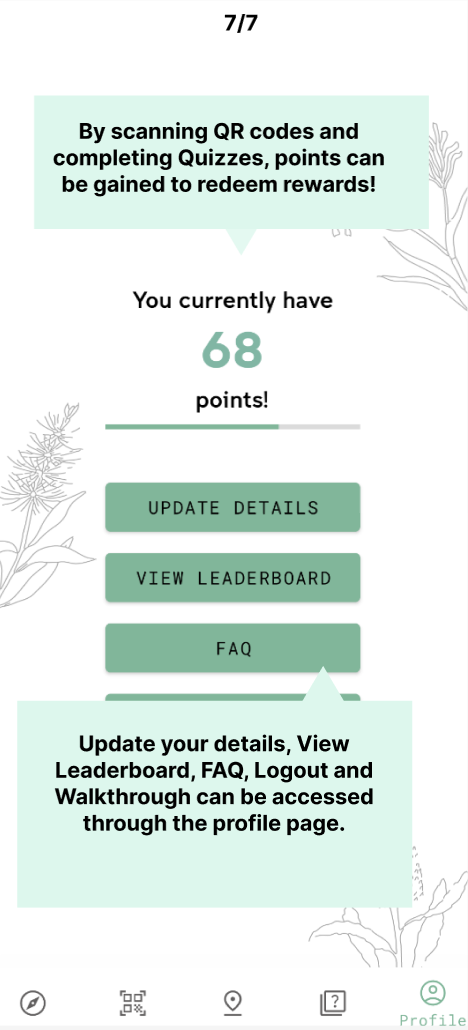 7/7
By scanning QR codes and
completing Quizzes, points can
be gained to redeem rewards!
You currently have
68
points!
UPDATE DETAILS
VIEW LEADERBOARD
FAQ
Update your details, View
Leaderboard, FAQ, Logout and
Walkthrough can be accessed
through the profile page.
Profile